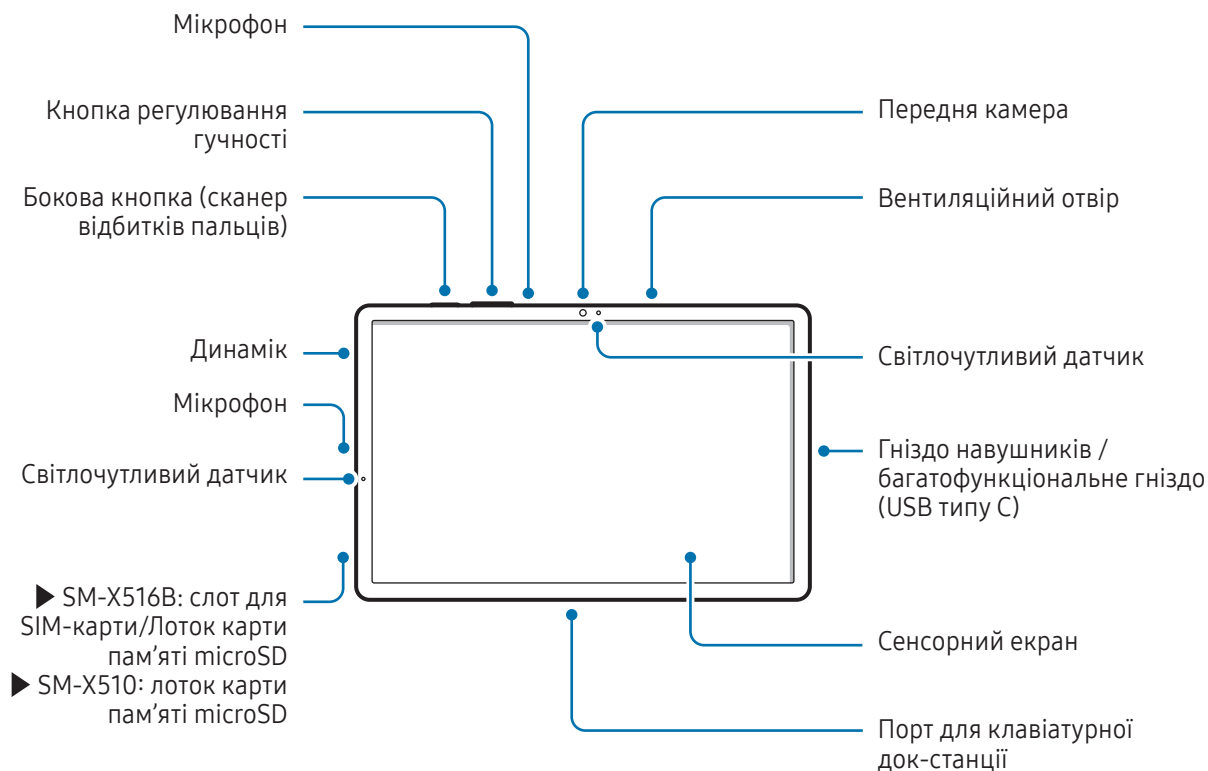 Мікрофон
Кнопка регулювання
гучності
Бокова кнопка (сканер
відбитків пальців)
Динамік
Мікрофон
Світлочутливий датчик
▶ SM-X516B: слот для
SIM-карти/Лоток карти
пам’яті microSD
▶ SM-X510: лоток карти
пам’яті microSD
Передня камера
Вентиляційний отвір
Світлочутливий датчик
Гніздо навушників /
багатофункціональне гніздо
(USB типу C)
Сенсорний екран
Порт для клавіатурної
док-станції